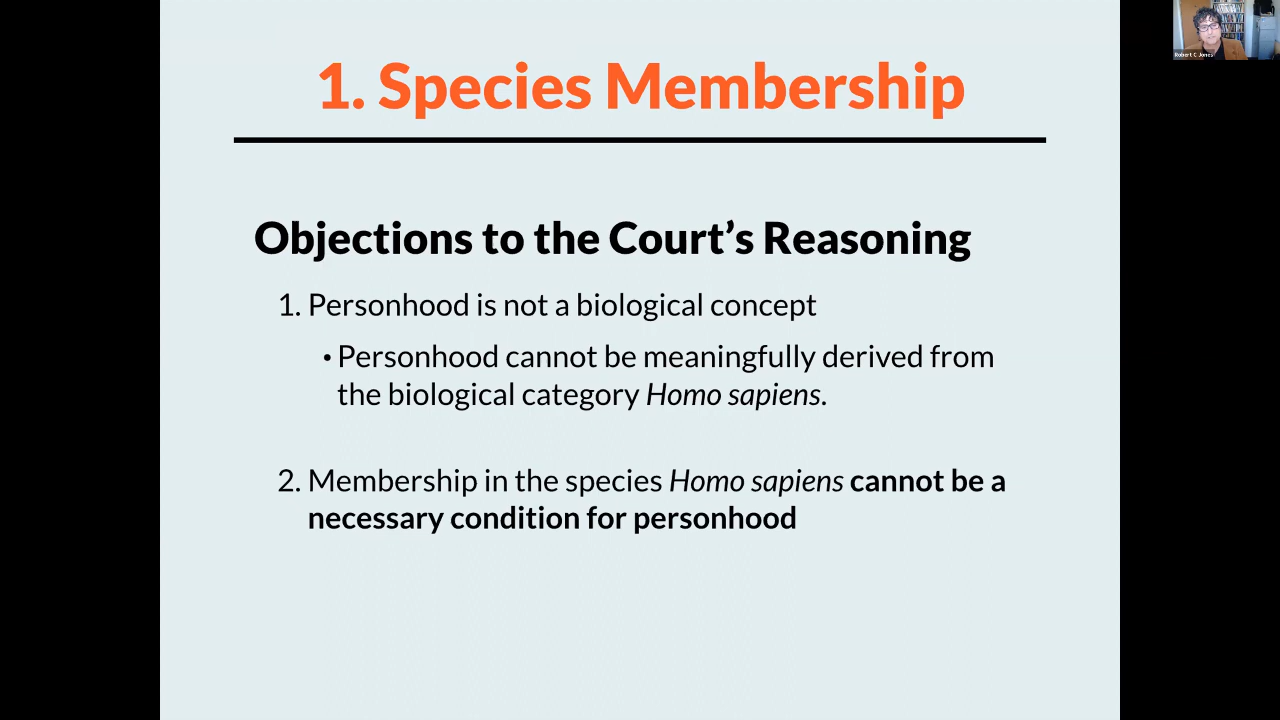 1. Species Membership
Objections to the Court’s Reasoning
1. Personhood is not a biological concept
• Personhood cannot be meaningfully derived from
the biological category Homo sapiens.
2. Membership in the species Homo sapiens cannot be a
necessary condition for personhood
Robert C Jones